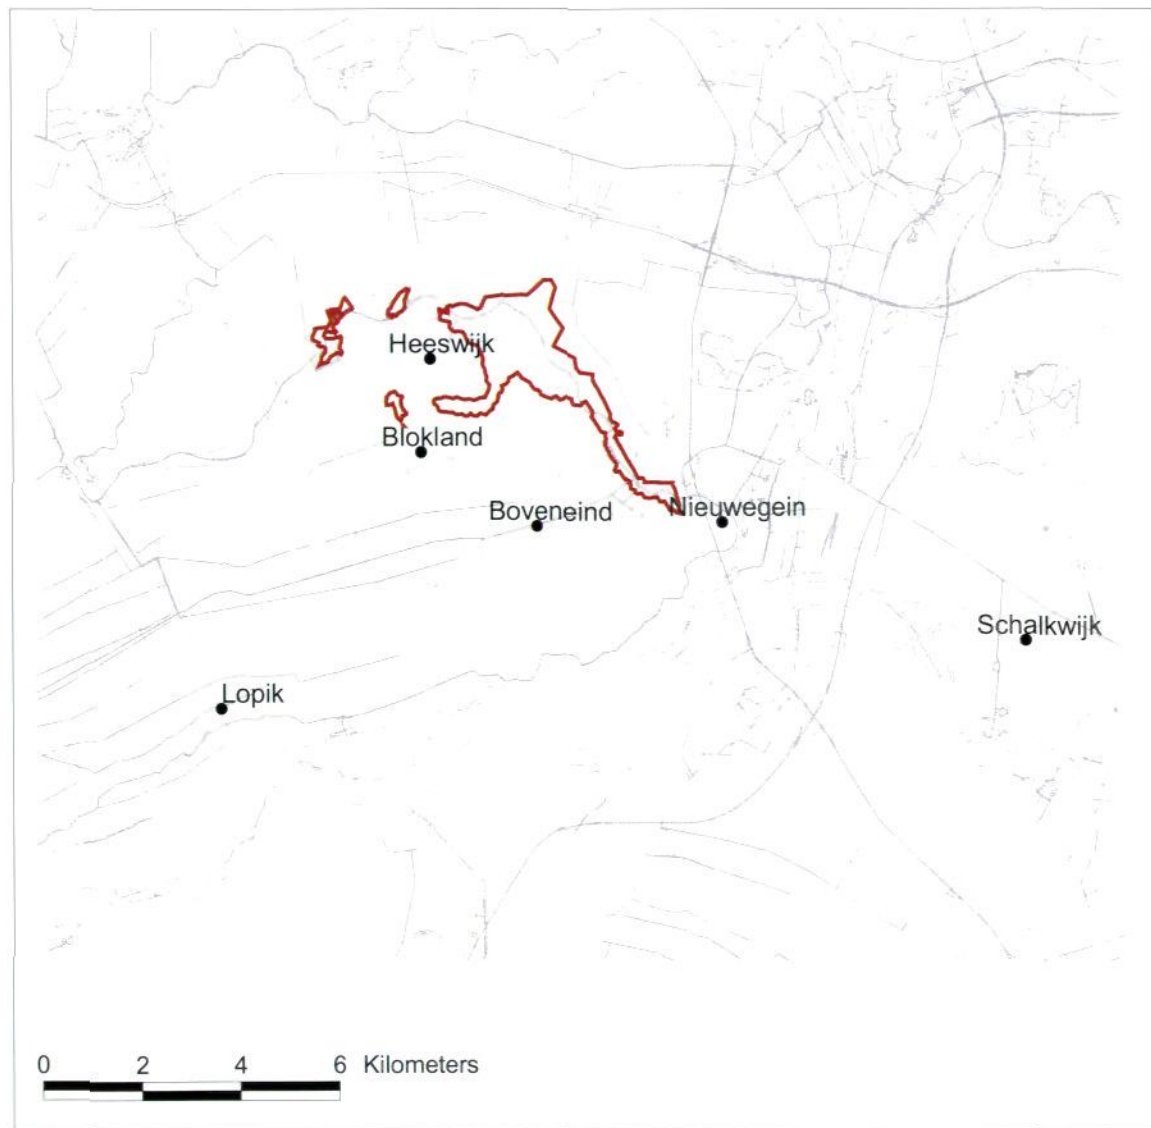 Heeswijk
Blokland
Boveneind
Nieuwegein
Schalkwijk
Lopik
0 2 4 6 Kilometers